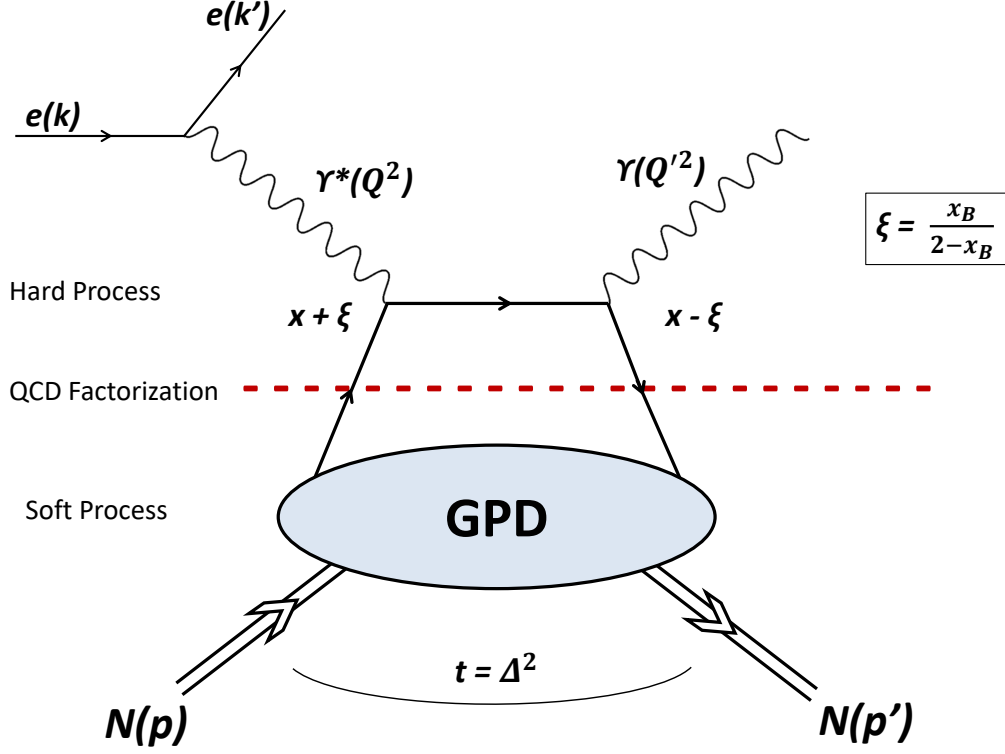 e(k')
e(k)
ϒ*(Q²)
ϒ(Q′²)
ξ = x_B / 2−x_B
Hard Process
x + ξ
x - ξ
QCD Factorization
Soft Process
GPD
t = Δ²
N(p)
N(p’)